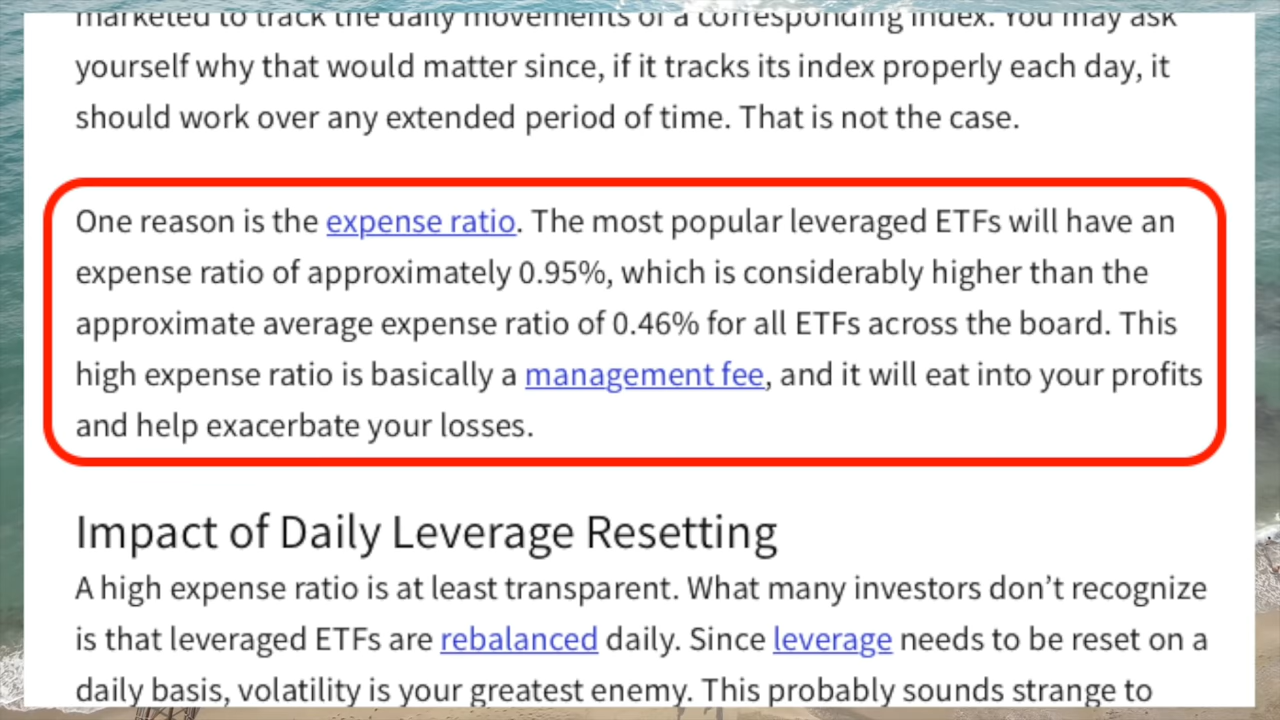 marketed to track the daily movements of a corresponding index. You may ask
yourself why that would matter since, if it tracks its index properly each day, it
should work over any extended period of time. That is not the case.
One reason is the expense ratio. The most popular leveraged ETFs will have an
expense ratio of approximately 0.95%, which is considerably higher than the
approximate average expense ratio of 0.46% for all ETFs across the board. This
high expense ratio is basically a management fee, and it will eat into your profits
and help exacerbate your losses.
Impact of Daily Leverage Resetting
A high expense ratio is at least transparent. What many investors don’t recognize
is that leveraged ETFs are rebalanced daily. Since leverage needs to be reset on a
daily basis, volatility is your greatest enemy. This probably sounds strange to